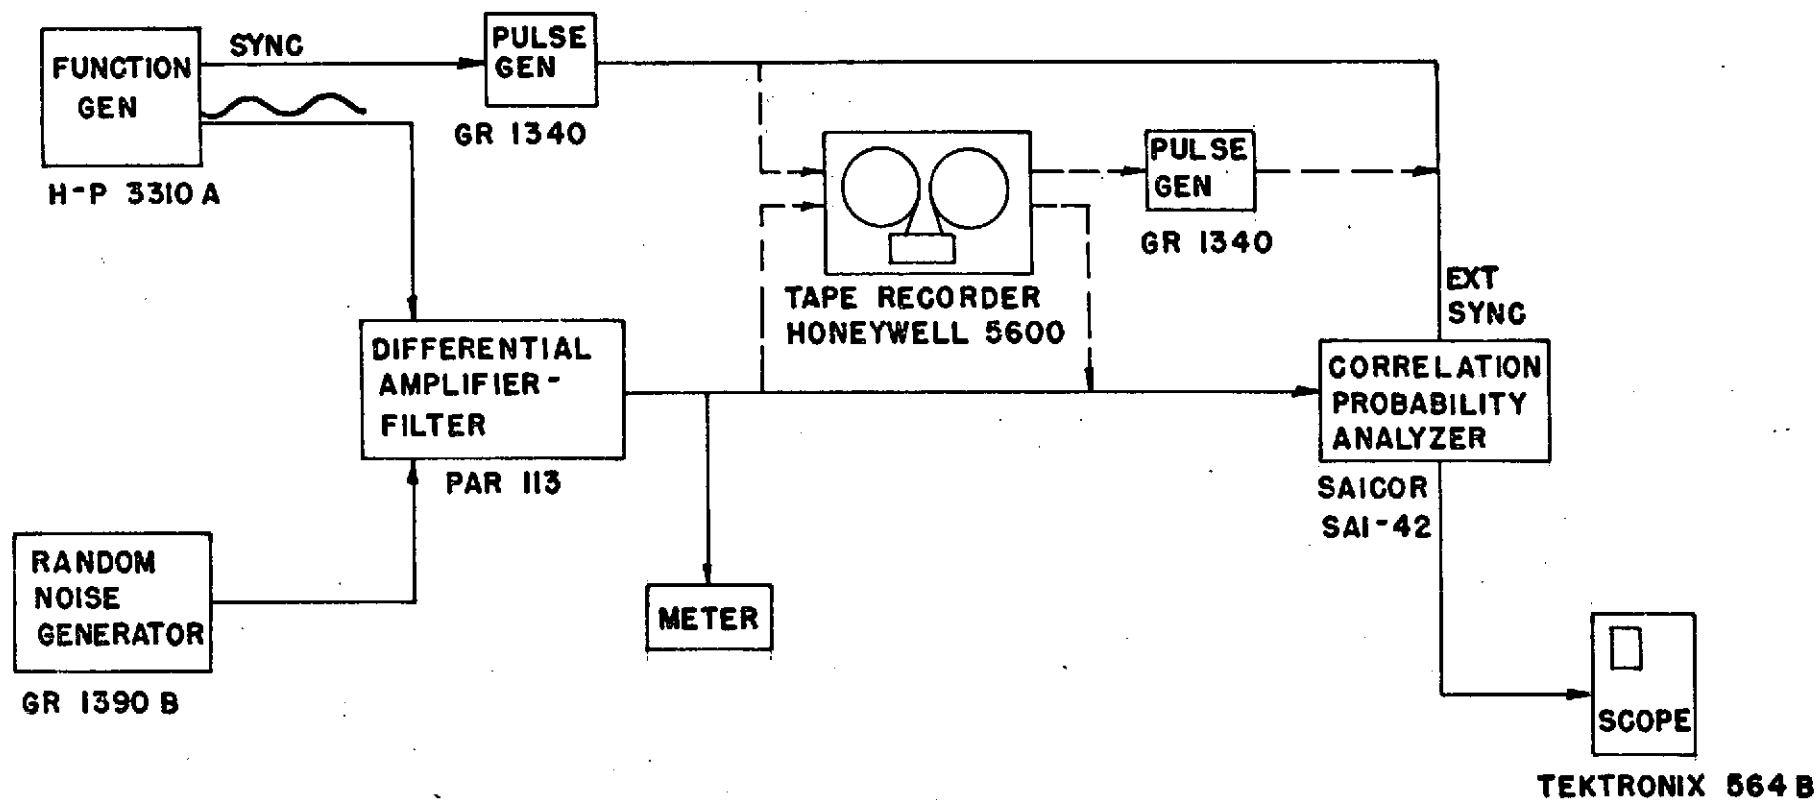 FUNCTION
GEN
H-P 3310A
SYNC
PULSE
GEN
GR 1340
TAPE RECORDER
HONEYWELL 5600
PULSE
GEN
GR 1340
EXT
SYNC
DIFFERENTIAL
AMPLIFIER-
FILTER
PAR 113
CORRELATION
PROBABILITY
ANALYZER
SAICOR
SAI-42
RANDOM
NOISE
GENERATOR
GR 1390 B
METER
SCOPE
TEKTRONIX 564 B